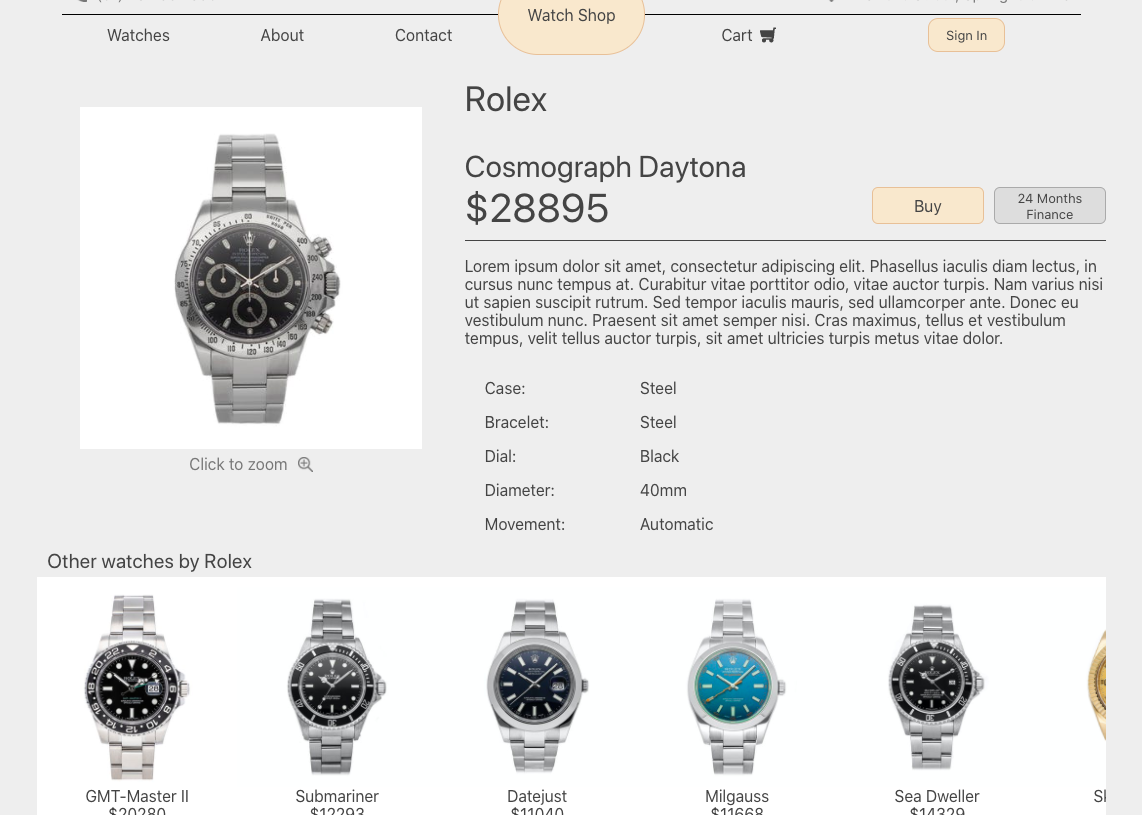 Watch Shop
Watches
About
Contact
Cart
Sign In
Rolex
Cosmograph Daytona
$28895
Buy
24 Months
Finance
Lorem ipsum dolor sit amet, consectetur adipiscing elit. Phasellus iaculis diam lectus, in
cursus nunc tempus at. Curabitur vitae porttitor odio, vitae auctor turpis. Nam varius nisi
ut sapien suscipit rutrum. Sed tempor iaculis mauris, sed ullamcorper ante. Donec eu
vestibulum nunc. Praesent sit amet semper nisi. Cras maximus, tellus et vestibulum
tempus, velit tellus auctor turpis, sit amet ultricies turpis metus vitae dolor.
Click to zoom
Case: Steel
Bracelet: Steel
Dial: Black
Diameter: 40mm
Movement: Automatic
Other watches by Rolex
GMT-Master II
$20280
Submariner
$12293
Datejust
$11040
Milgauss
$11668
Sea Dweller
$14329